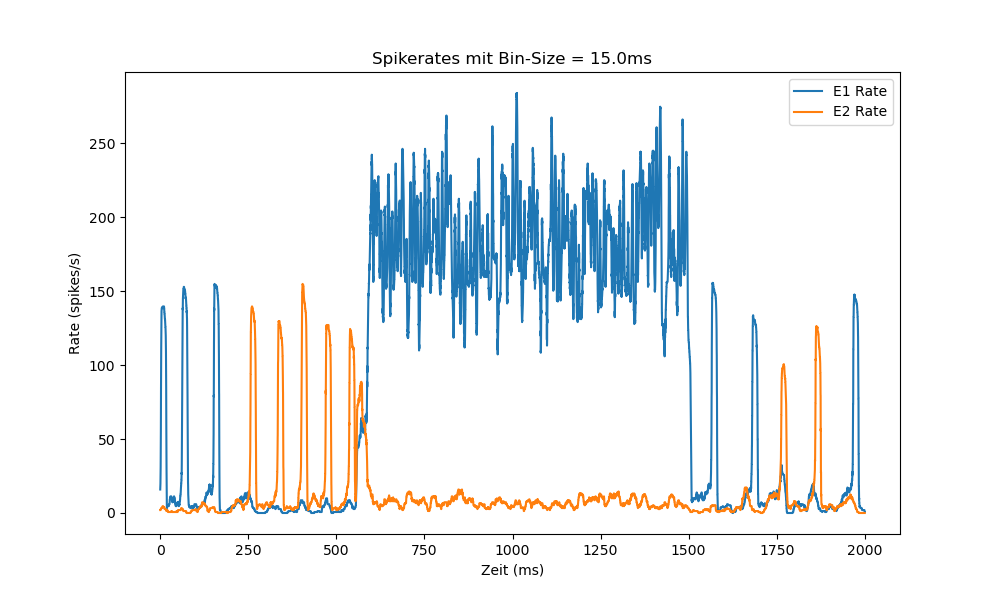 Spikerates mit Bin-Size = 15.0ms
E1 Rate
E2 Rate
Rate (spikes/s)
250
200
150
100
50
0
0 250 500 750 1000 1250 1500 1750 2000
Zeit (ms)